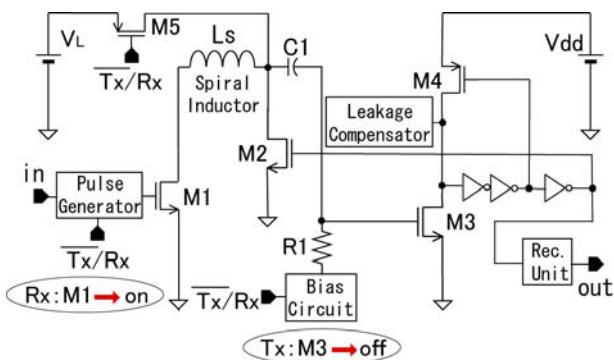 VL
M5
Tx/Rx
Ls
Spiral
Inductor
C1
M4
Vdd
Leakage
Compensator
M2
in
Pulse
Generator
M1
Tx/Rx
R1
M3
Rec.
Unit
out
Rx:M1 → on
Tx/Rx
Bias
Circuit
Tx:M3 → off